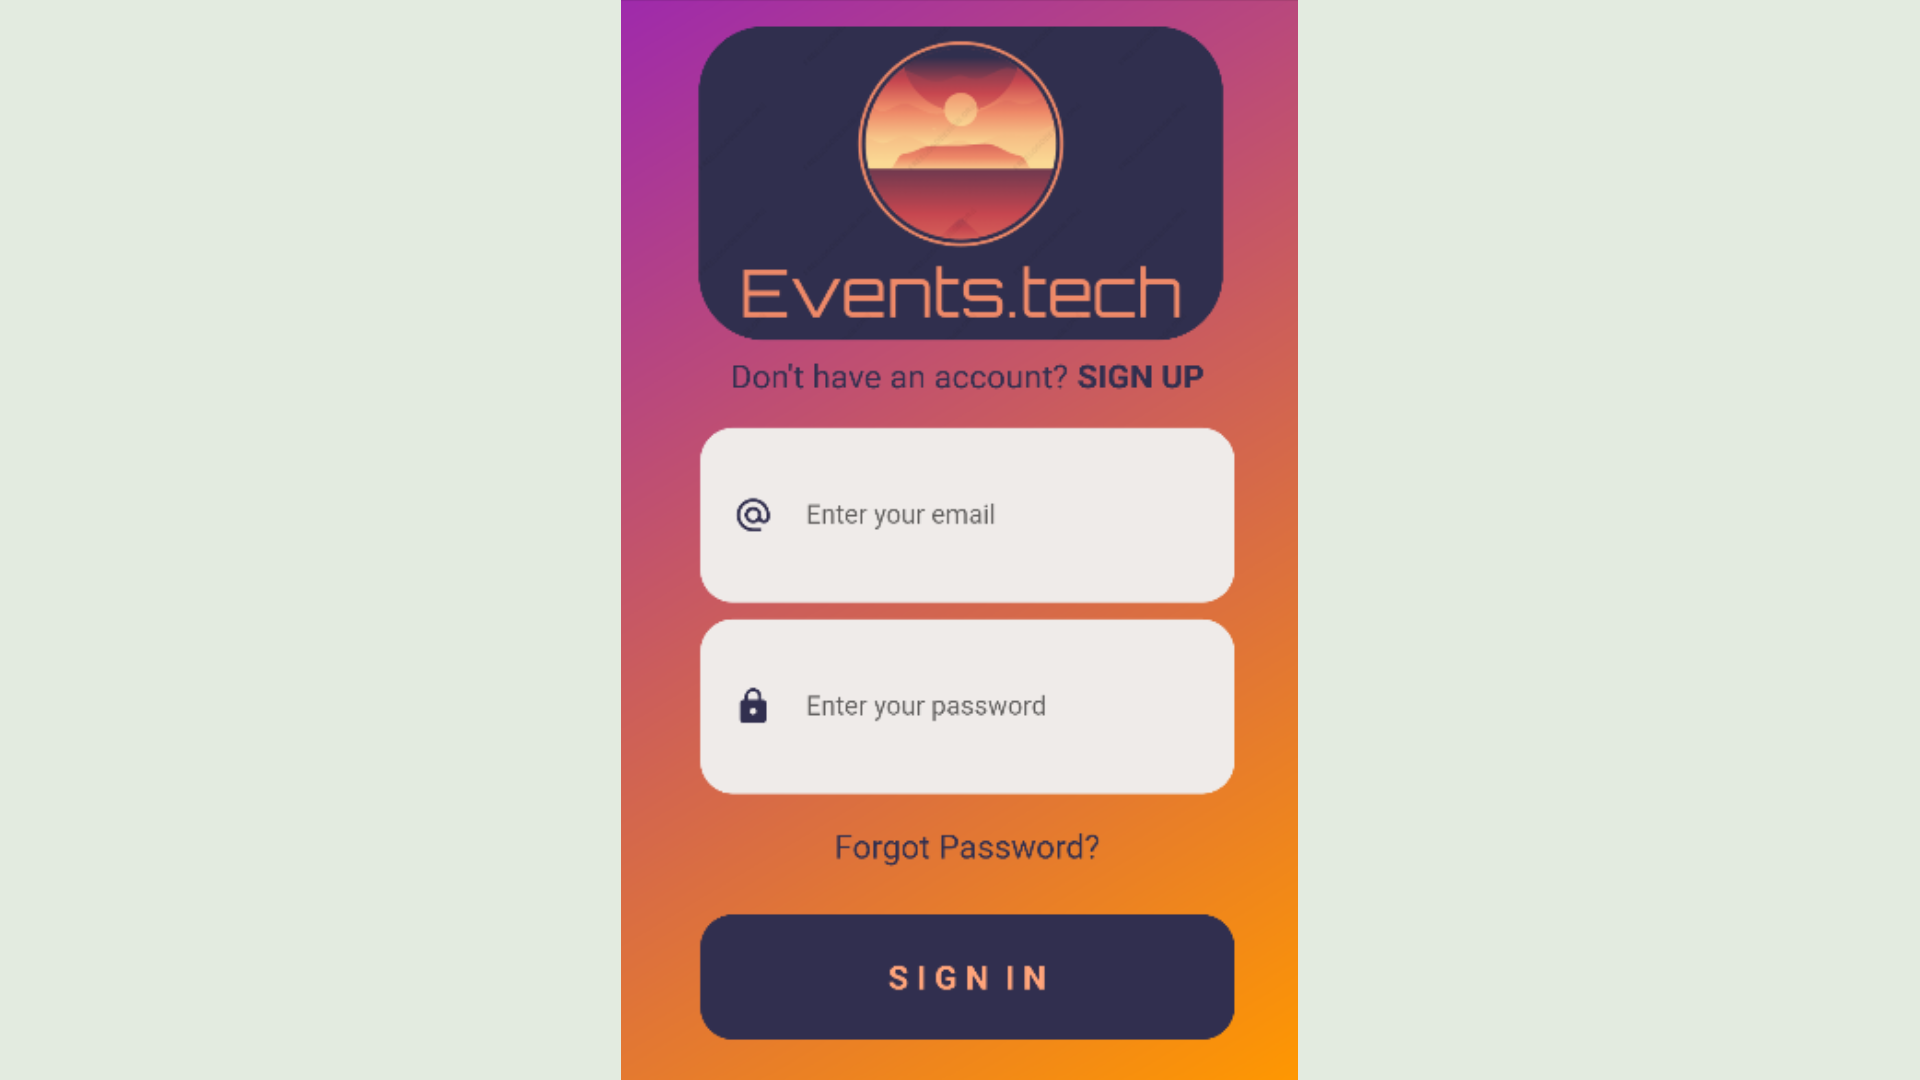 Events.tech
Don't have an account? SIGN UP
Enter your email
Enter your password
Forgot Password?
SIGN IN